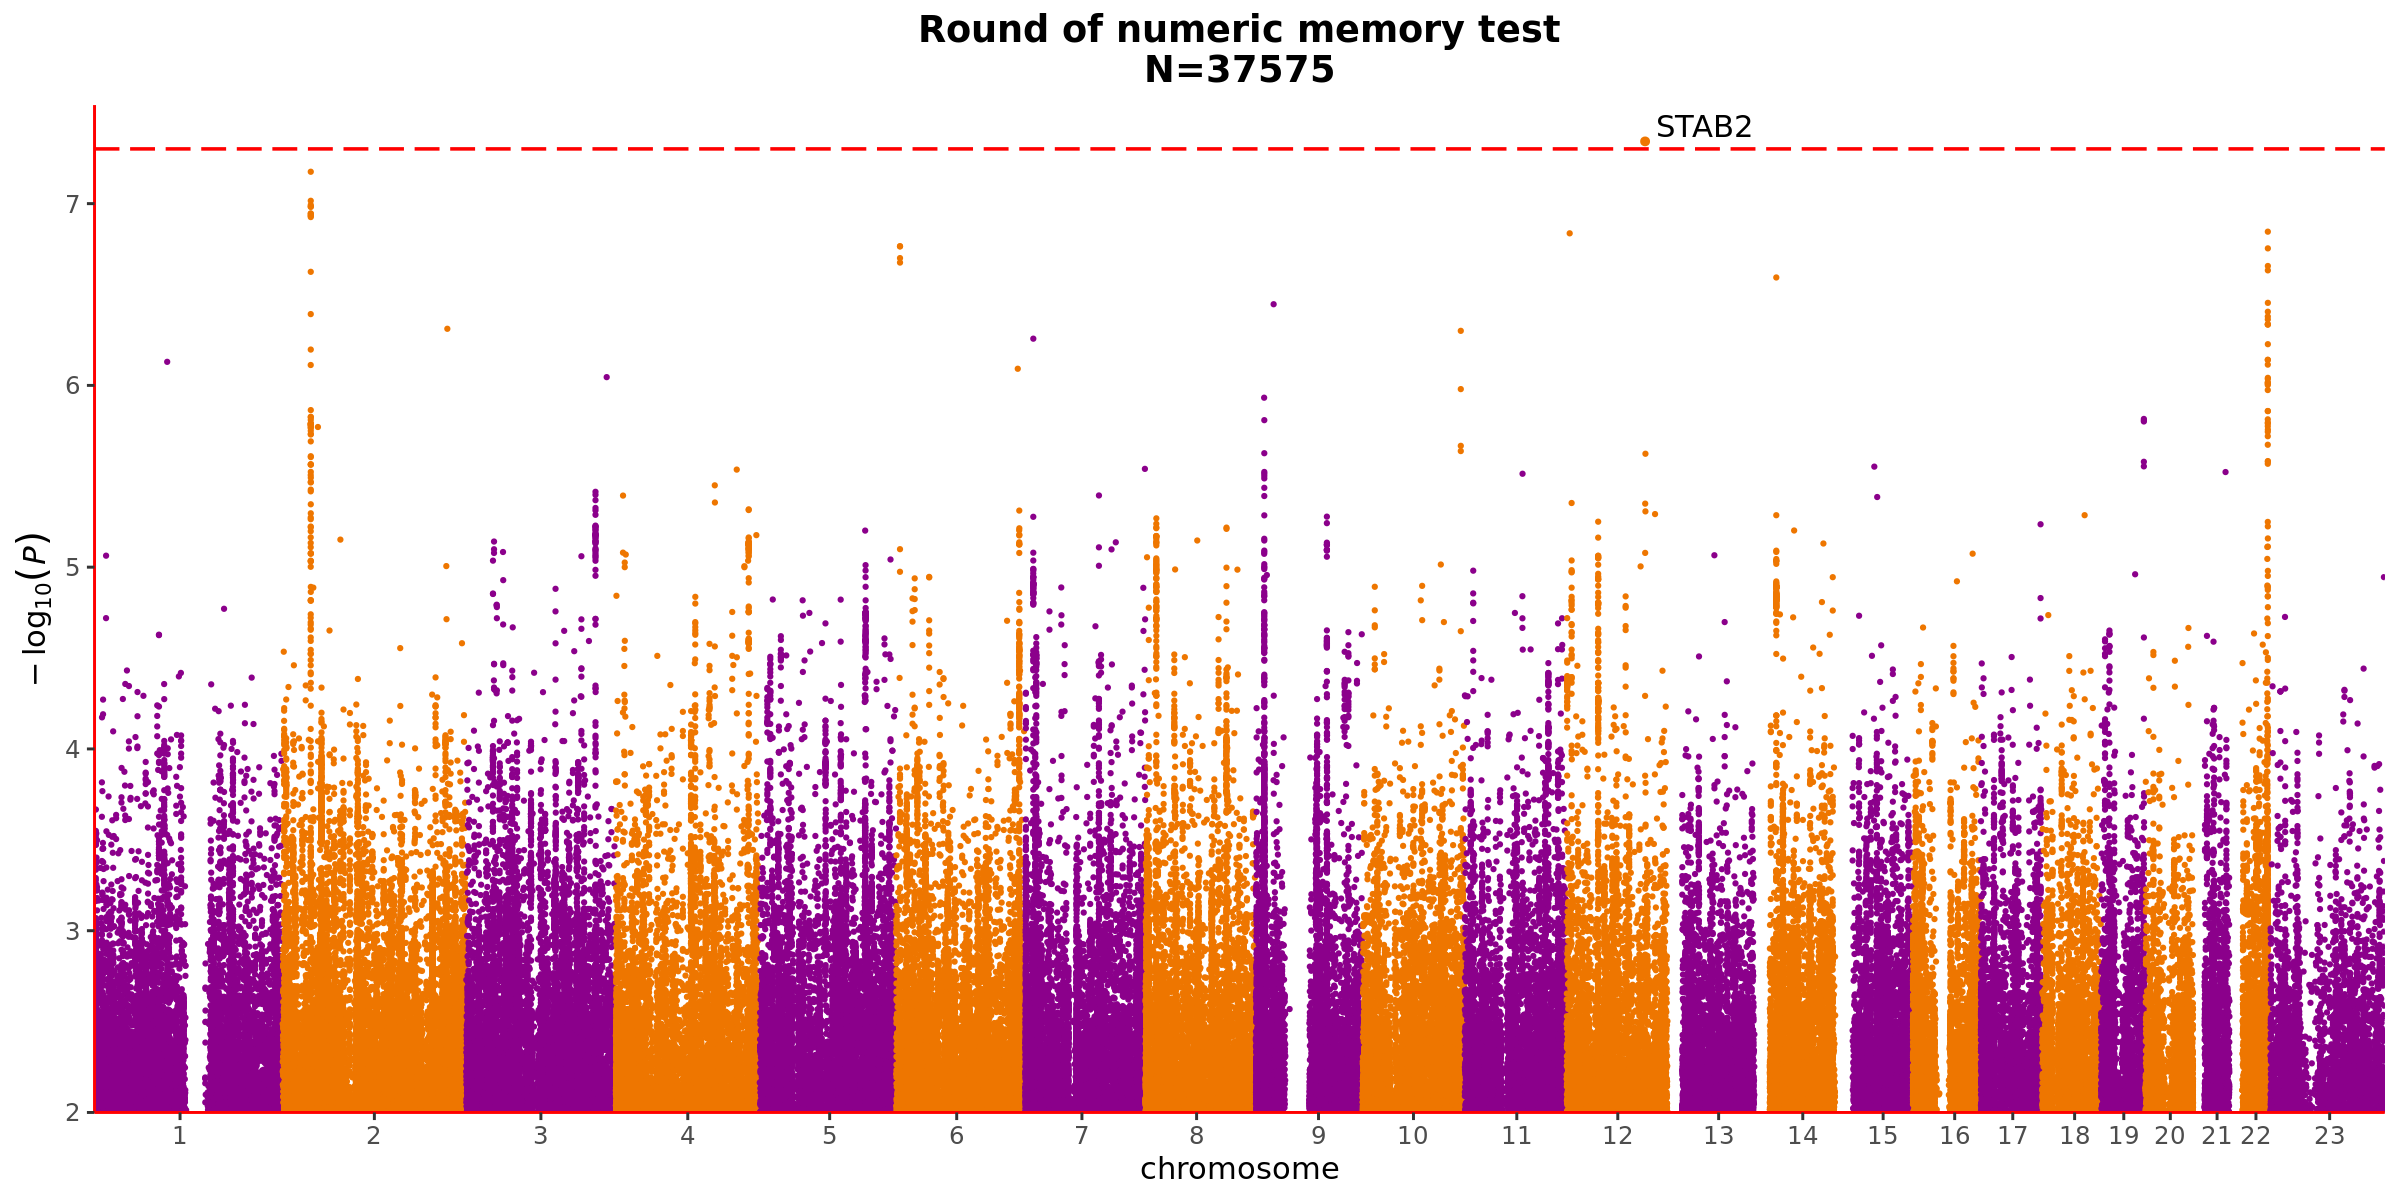 Round of numeric memory test
N=37575
STAB2
7
6
5
4
3
2
−log10(P)
1 2 3 4 5 6 7 8 9 10 11 12 13 14 15 16 17 18 19 20 21 22 23
chromosome